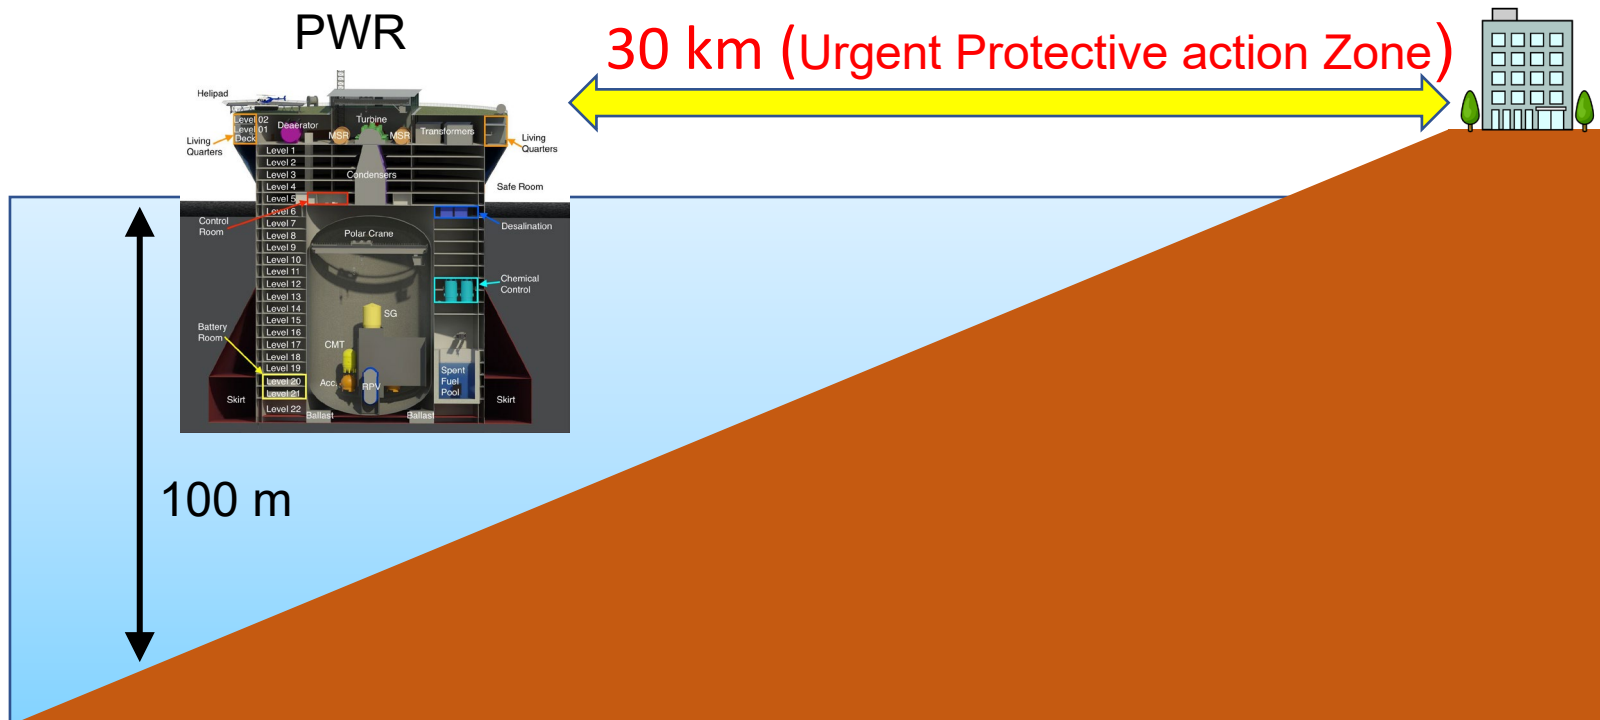 PWR
30 km (Urgent Protective action Zone)
Helipad
Level 02
Level 01
Deck
Deaerator
Turbine
MSR
MSR
Transformers
Living
Quarters
Living
Quarters
Level 1
Level 2
Level 3
Level 4
Level 5
Level 6
Level 7
Level 8
Level 9
Level 10
Level 11
Level 12
Level 13
Level 14
Level 15
Level 16
Level 17
Level 18
Level 19
Level 20
Level 21
Level 22
Condensers
Safe Room
Control
Room
Desalination
Polar Crane
Chemical
Control
SG
Battery
Room
CMT
Acc.
RPV
Spent
Fuel
Pool
Skirt
Skirt
Ballast
Ballast
100 m